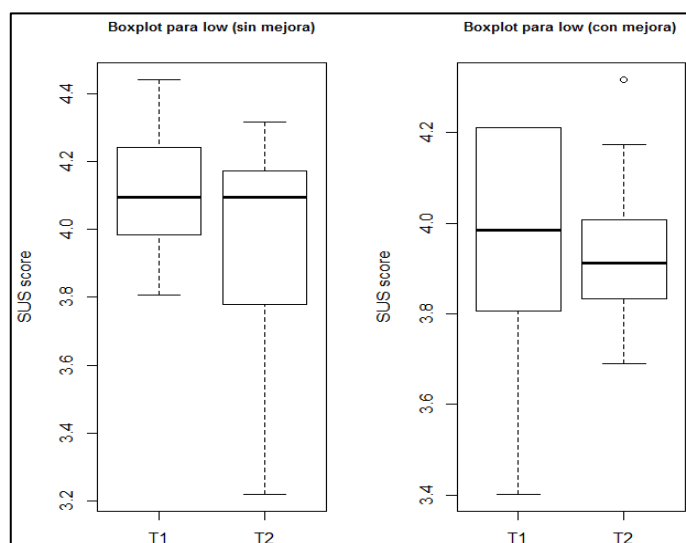 Boxplot para low (sin mejora)
SUS score
4.4
4.2
4.0
3.8
3.6
3.4
3.2
T1 T2
Boxplot para low (con mejora)
SUS score
4.2
4.0
3.8
3.6
3.4
T1 T2